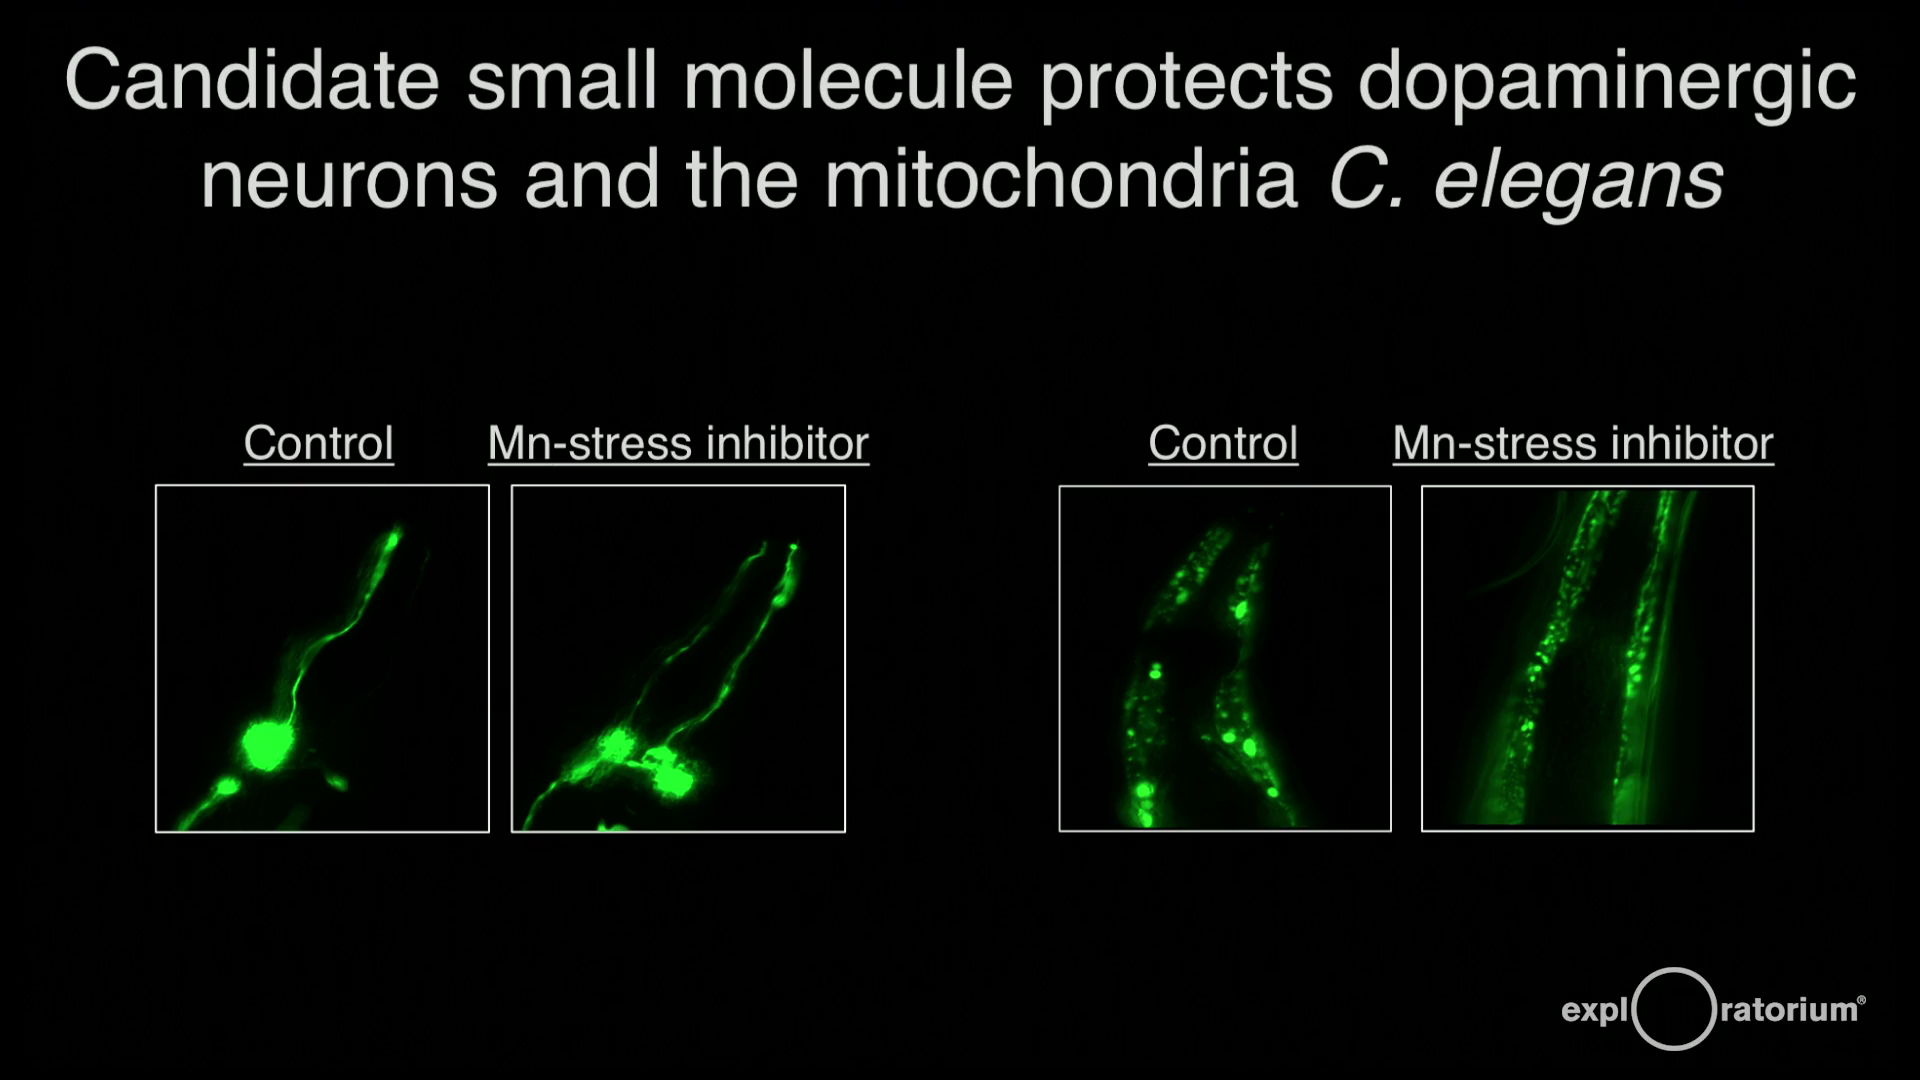 Candidate small molecule protects dopaminergic
neurons and the mitochondria C. elegans
Control
Mn-stress inhibitor
Control
Mn-stress inhibitor
expl ratorium®